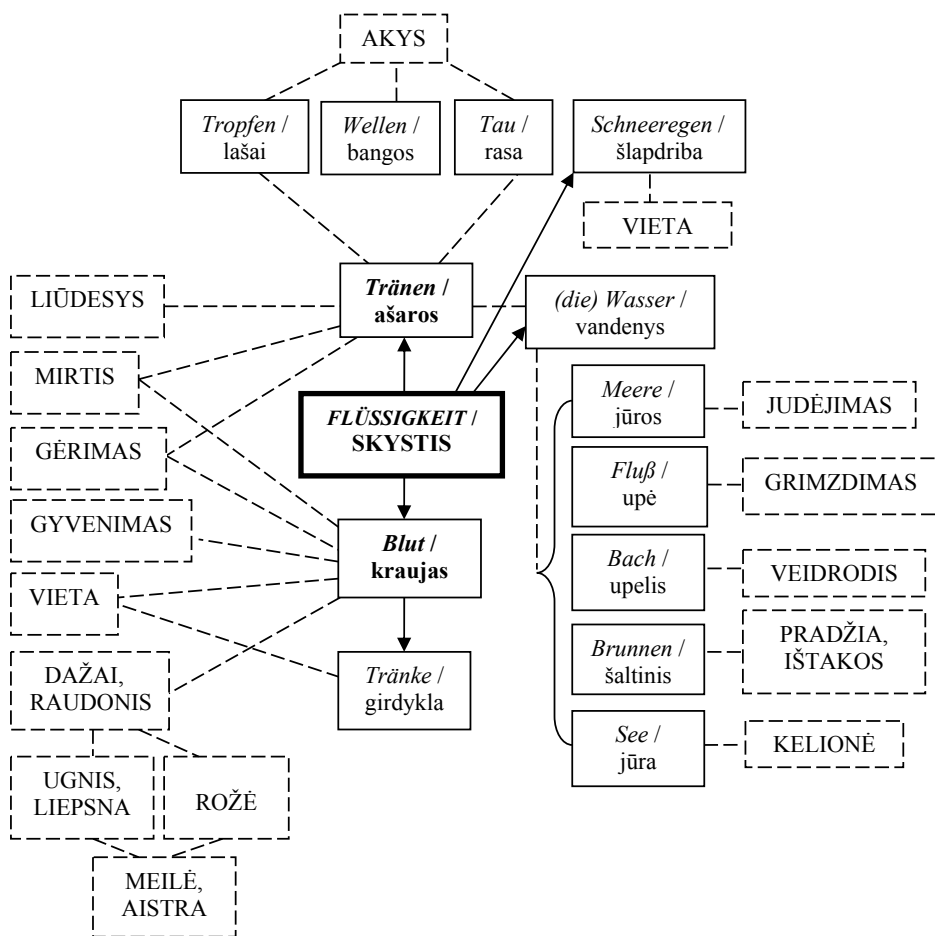 AKYS
Tropfen /
lašai
Wellen /
bangos
Tau /
rasa
Schneeregen /
šlapdriba
VIETA
LIŪDESYS
Tränen /
ašaros
(die) Wasser /
vandenys
MIRTIS
FLÜSSIGKEIT /
SKYSTIS
Meere /
jūros
JUDĖJIMAS
GĖRIMAS
Fluß /
upė
GRIMZDIMAS
GYVENIMAS
Blut /
kraujas
Bach /
upelis
VEIDRODIS
VIETA
Brunnen /
šaltinis
PRADŽIA,
IŠTAKOS
DAŽAI,
RAUDONIS
Tränke /
girdykla
See /
jūra
KELIONĖ
UGNIS,
LIEPSNA
ROŽĖ
MEILĖ,
AISTRA